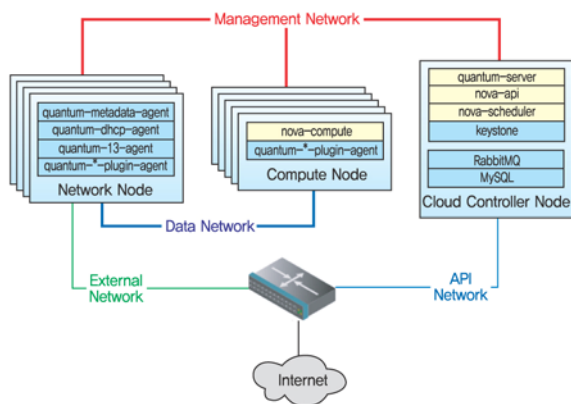 Management Network
quantum-metadata-agent
quantum-dhcp-agent
quantum-13-agent
quantum-*-plugin-agent
Network Node
nova-compute
quantum-*-plugin-agent
Compute Node
quantum-server
nova-api
nova-scheduler
keystone
RabbitMQ
MySQL
Cloud Controller Node
Data Network
External
Network
API
Network
Internet